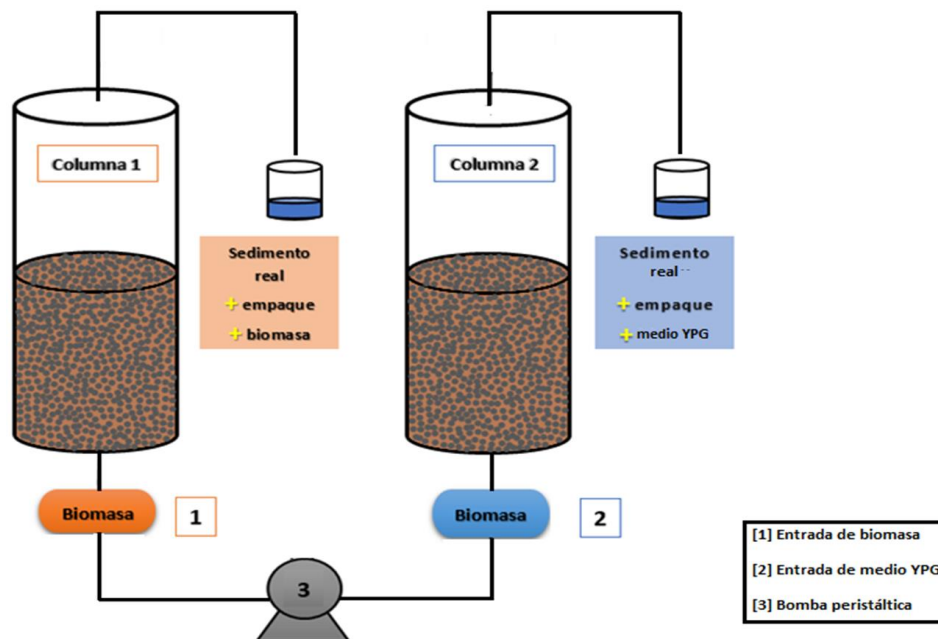 Columna 1
Sedimento
real
+ empaque
+ biomasa
Columna 2
Sedimento
real
+ empaque
+ medio YPG
Biomasa
1
Biomasa
2
3
[1] Entrada de biomasa
[2] Entrada de medio YPG
[3] Bomba peristáltica